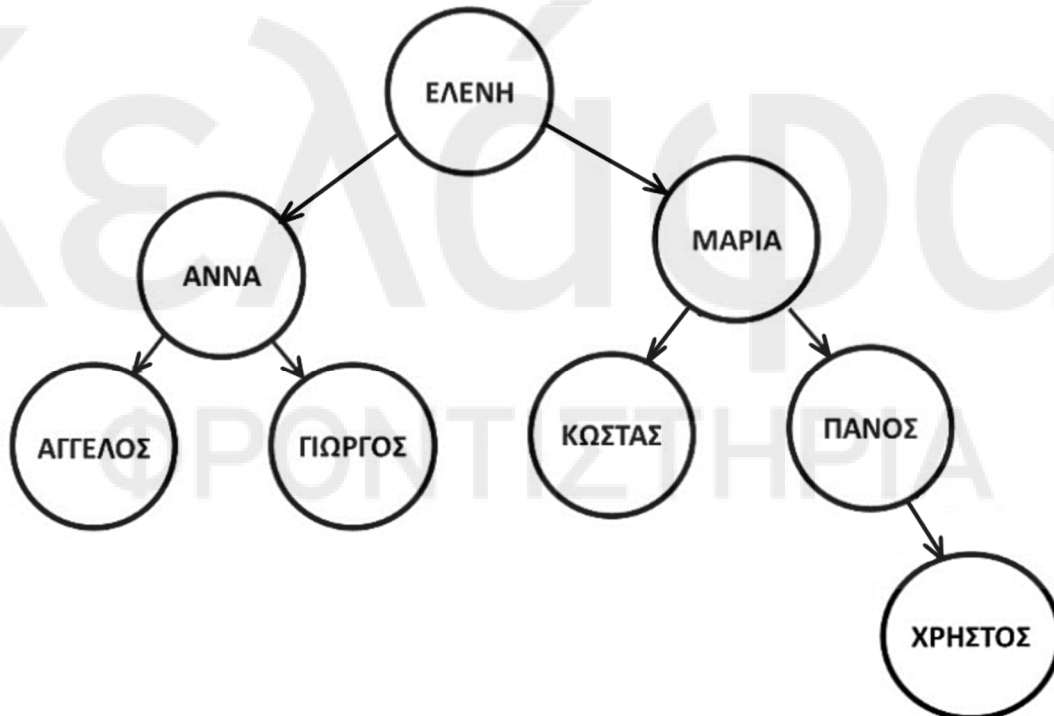 ΕΛΕΝΗ
ΜΑΡΙΑ
ΑΝΝΑ
ΑΓΓΕΛΟΣ
ΓΙΩΡΓΟΣ
ΚΩΣΤΑΣ
ΠΑΝΟΣ
ΧΡΗΣΤΟΣ
ΦΡΟΝΤΙΣΤΗΡΙΑ